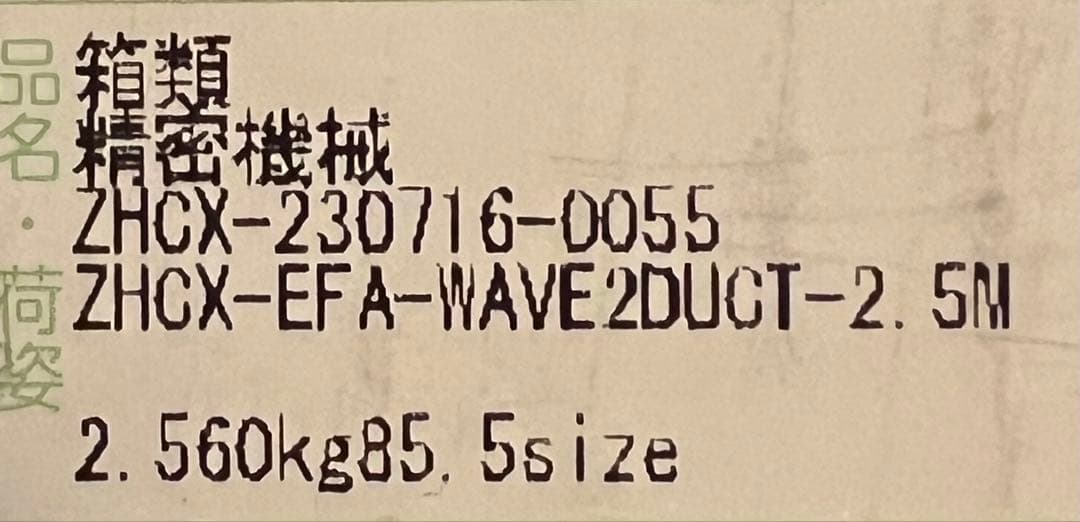 品名・荷姿
箱類
精密機械
ZHCX-230716-0055
ZHCX-EFA-WAVE2DUCT-2.5M
2.560kg85.5size